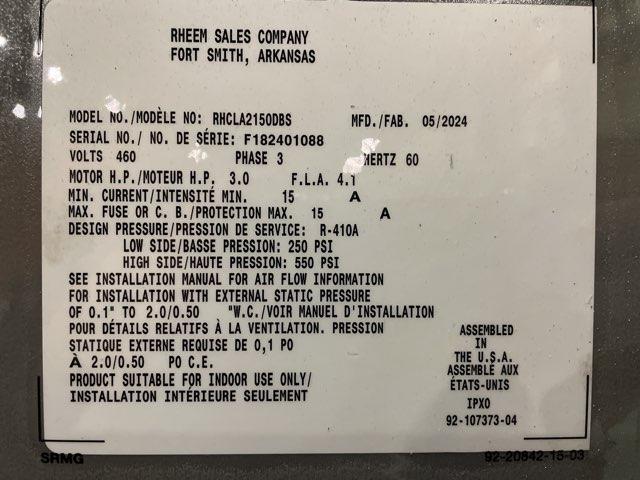 RHEEM SALES COMPANY
FORT SMITH, ARKANSAS
MODEL NO./MODÈLE NO: RHCLA2150DBS MFD./FAB. 05/2024
SERIAL NO./ NO. DE SÉRIE: F182401088
VOLTS 460 PHASE 3 HERTZ 60
MOTOR H.P./MOTEUR H.P. 3.0 F.L.A. 4.1
MIN. CURRENT/INTENSITÉ MIN. 15 A
MAX. FUSE OR C. B./PROTECTION MAX. 15 A
DESIGN PRESSURE/PRESSION DE SERVICE: R-410A
LOW SIDE/BASSE PRESSION: 250 PSI
HIGH SIDE/HAUTE PRESSION: 550 PSI
SEE INSTALLATION MANUAL FOR AIR FLOW INFORMATION
FOR INSTALLATION WITH EXTERNAL STATIC PRESSURE
OF 0.1" TO 2.0/0.50 "W.C./VOIR MANUEL D'INSTALLATION
POUR DÉTAILS RELATIFS À LA VENTILATION. PRESSION
STATIQUE EXTERNE REQUISE DE 0,1 PO
À 2.0/0.50 PO C.E.
PRODUCT SUITABLE FOR INDOOR USE ONLY/
INSTALLATION INTÉRIEURE SEULEMENT
ASSEMBLED
IN
THE U.S.A.
ASSEMBLÉ AUX
ÉTATS-UNIS
IPX0
92-107373-04
SRMG 92-20842-15-03